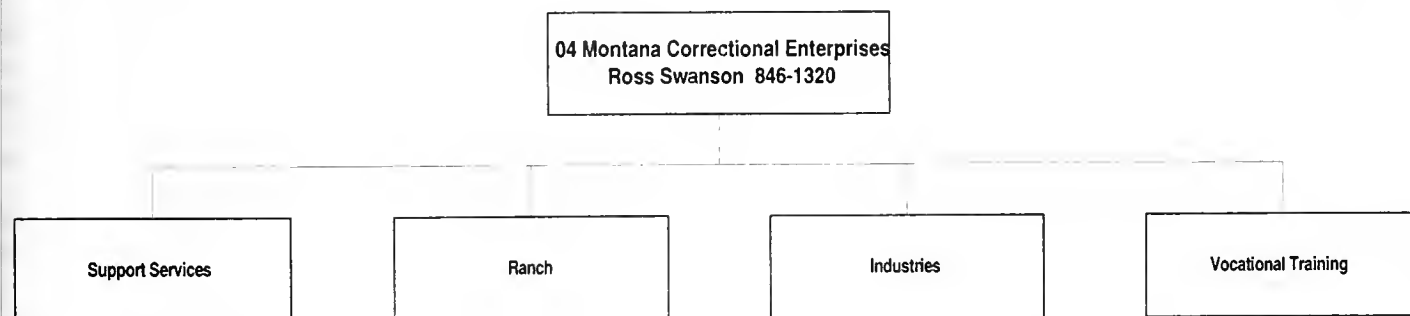 04 Montana Correctional Enterprises
Ross Swanson 846-1320
Support Services
Ranch
Industries
Vocational Training